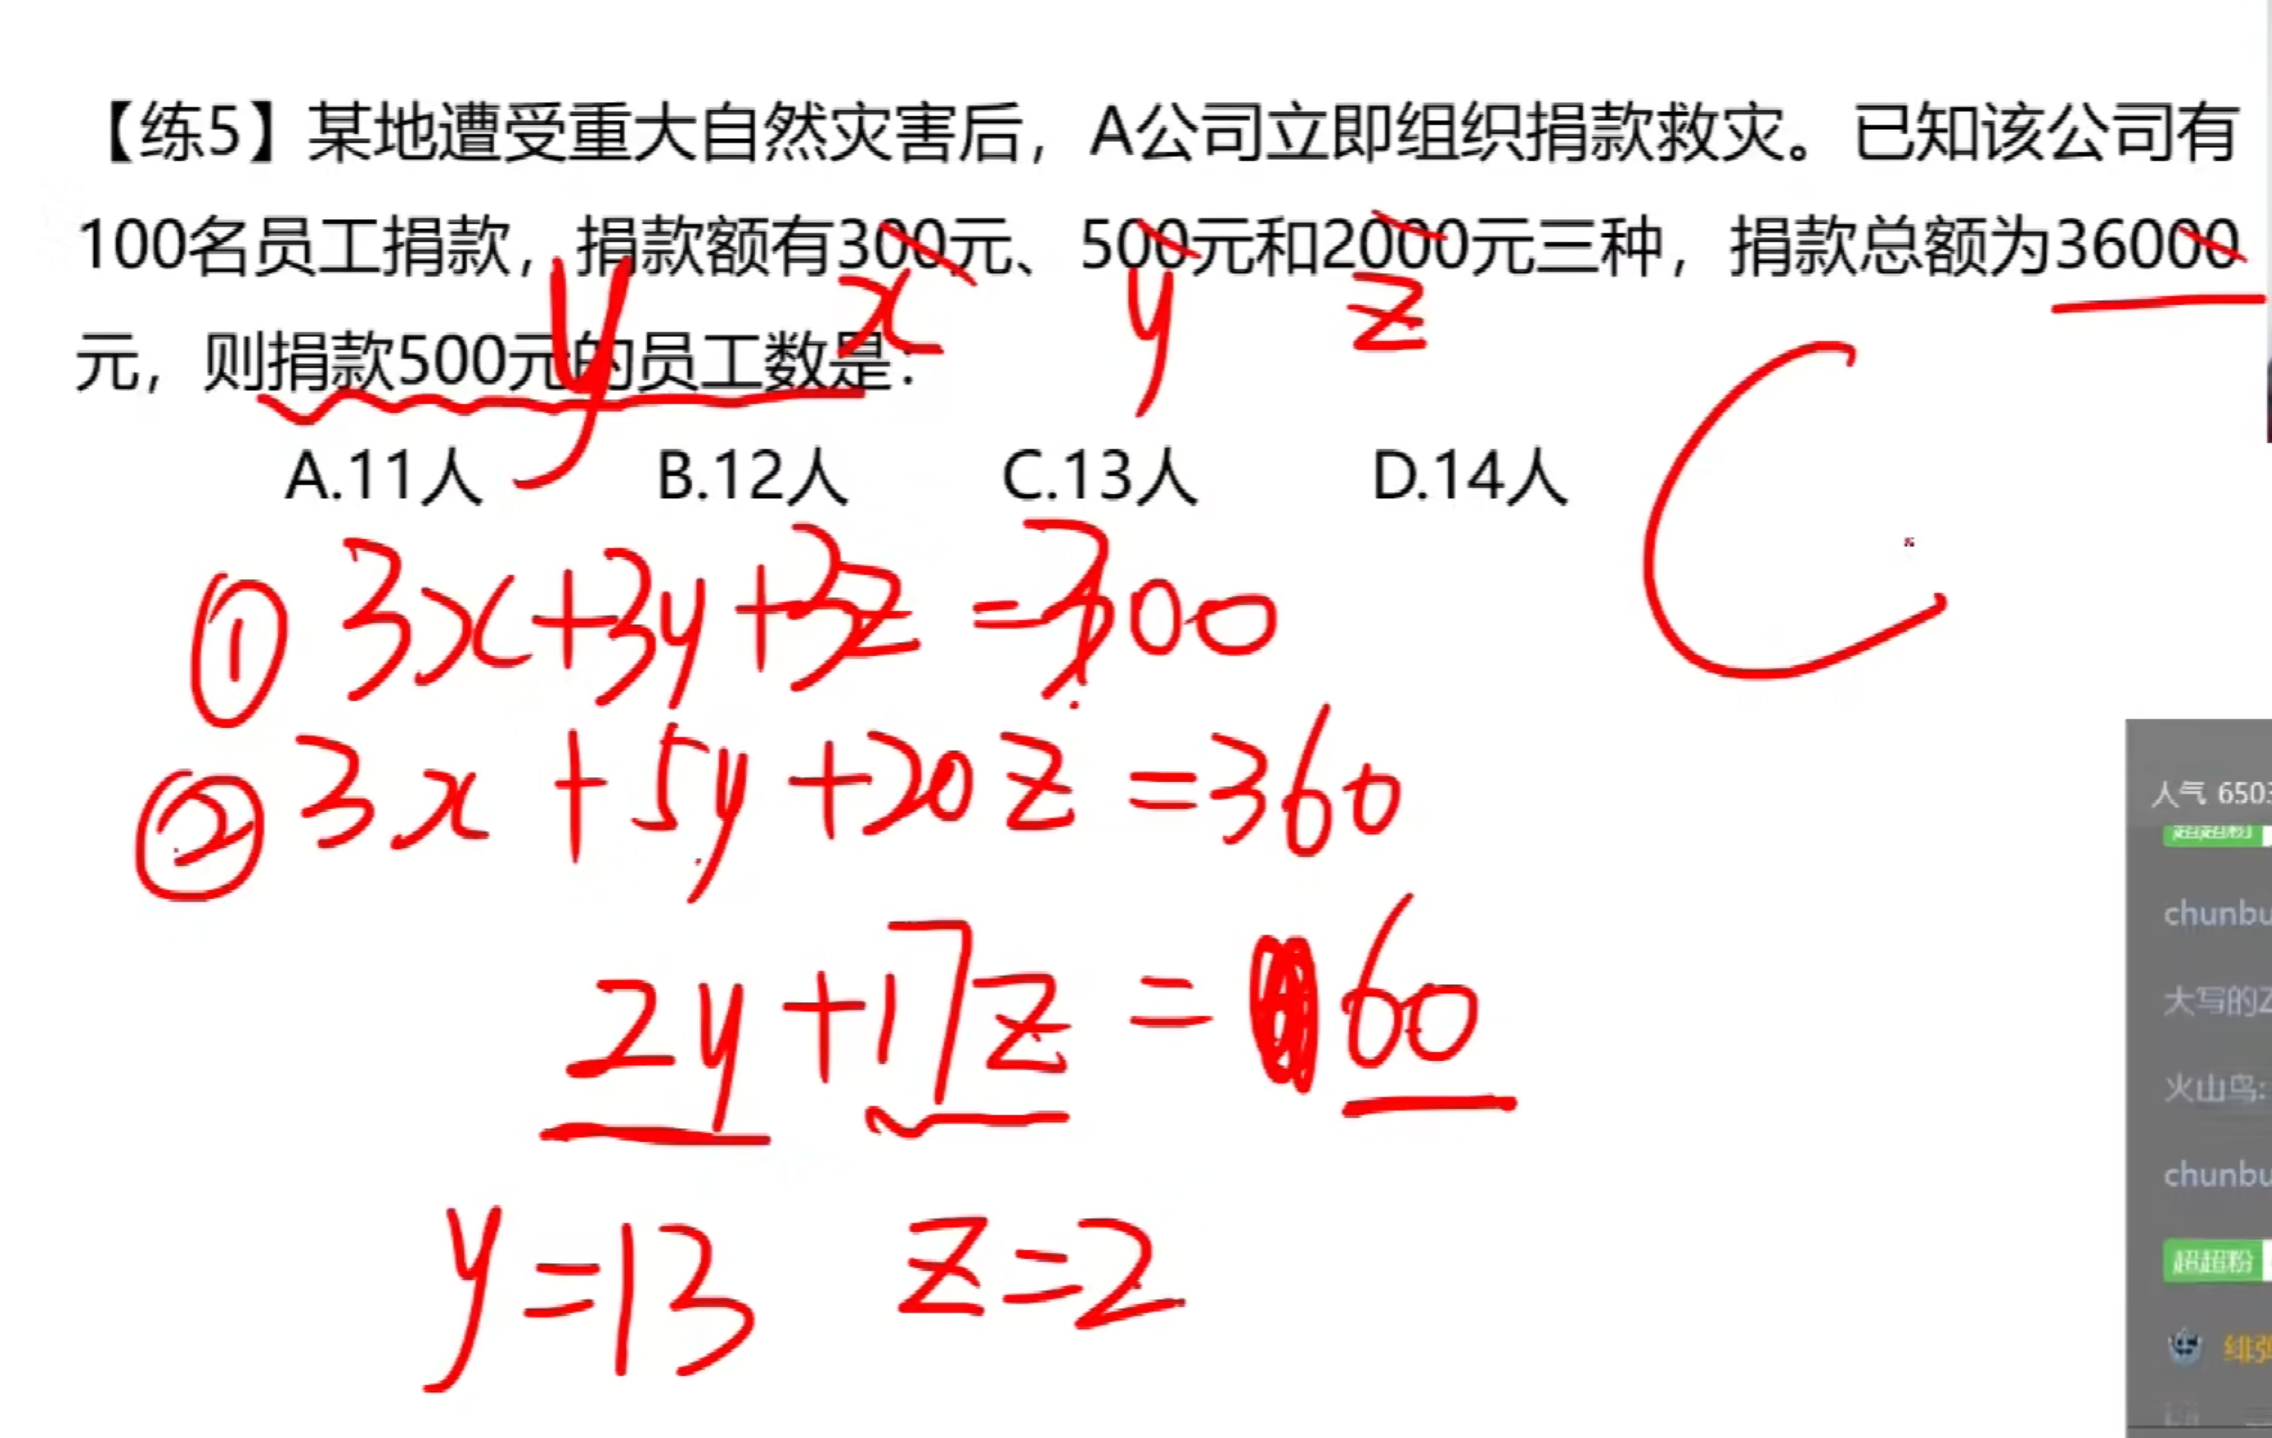 【练5】某地遭受重大自然灾害后，A公司立即组织捐款救灾。已知该公司有
100名员工捐款，捐款额有300元、500元和2000元三种，捐款总额为36000
y x y z
元，则捐款500元的员工数是：
A.11人 B.12人 C.13人 D.14人
C
① 3x+3y+3z=300
② 3x+5y+20z=360
2y+17z=60
y=13 z=2
人气 6503
超超粉
chunbu
大写的Z
火山鸟:
chunbu
超超粉